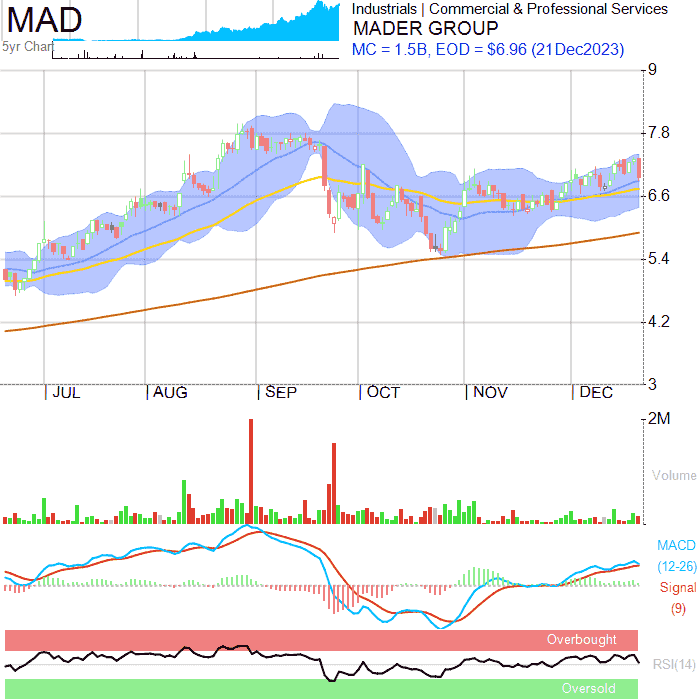 MAD
5yr Chart
Industrials | Commercial & Professional Services
MADER GROUP
MC = 1.5B, EOD = $6.96 (21Dec2023)
9
7.8
6.6
5.4
4.2
3
JUL
AUG
SEP
OCT
NOV
DEC
2M
Volume
MACD
(12-26)
Signal
(9)
Overbought
RSI(14)
Oversold